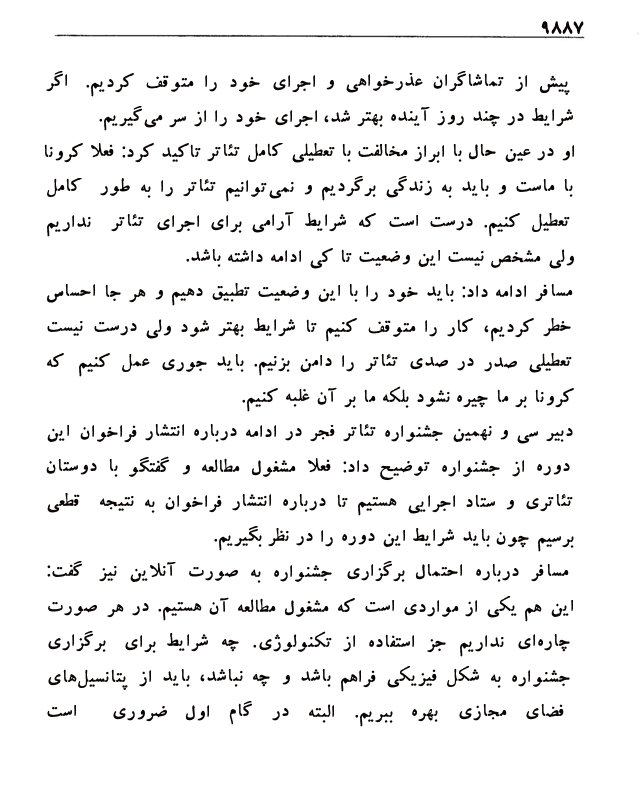 ۹۸۸۷
پیش از تماشاگران عذرخواهی و اجرای خود را متوقف کردیم. اگر
شرایط در چند روز آینده بهتر شد، اجرای خود را از سر می‌گیریم.
او در عین حال با ابراز مخالفت با تعطیلی کامل تئاتر تاکید کرد: فعلا کرونا
با ماست و باید به زندگی برگردیم و نمی‌توانیم تئاتر را به طور کامل
تعطیل کنیم. درست است که شرایط آرامی برای اجرای تئاتر نداریم
ولی مشخص نیست این وضعیت تا کی ادامه داشته باشد.
مسافر ادامه داد: باید خود را با این وضعیت تطبیق دهیم و هر جا احساس
خطر کردیم، کار را متوقف کنیم تا شرایط بهتر شود ولی درست نیست
تعطیلی صدر در صدی تئاتر را دامن بزنیم. باید جوری عمل کنیم که
کرونا بر ما چیره نشود بلکه ما بر آن غلبه کنیم.
دبیر سی و نهمین جشنواره تئاتر فجر در ادامه درباره انتشار فراخوان این
دوره از جشنواره توضیح داد: فعلا مشغول مطالعه و گفتگو با دوستان
تئاتری و ستاد اجرایی هستیم تا درباره انتشار فراخوان به نتیجه قطعی
برسیم چون باید شرایط این دوره را در نظر بگیریم.
مسافر درباره احتمال برگزاری جشنواره به صورت آنلاین نیز گفت:
این هم یکی از مواردی است که مشغول مطالعه آن هستیم. در هر صورت
چاره‌ای نداریم جز استفاده از تکنولوژی. چه شرایط برای برگزاری
جشنواره به شکل فیزیکی فراهم باشد و چه نباشد، باید از پتانسیل‌های
فضای مجازی بهره ببریم. البته در گام اول ضروری است